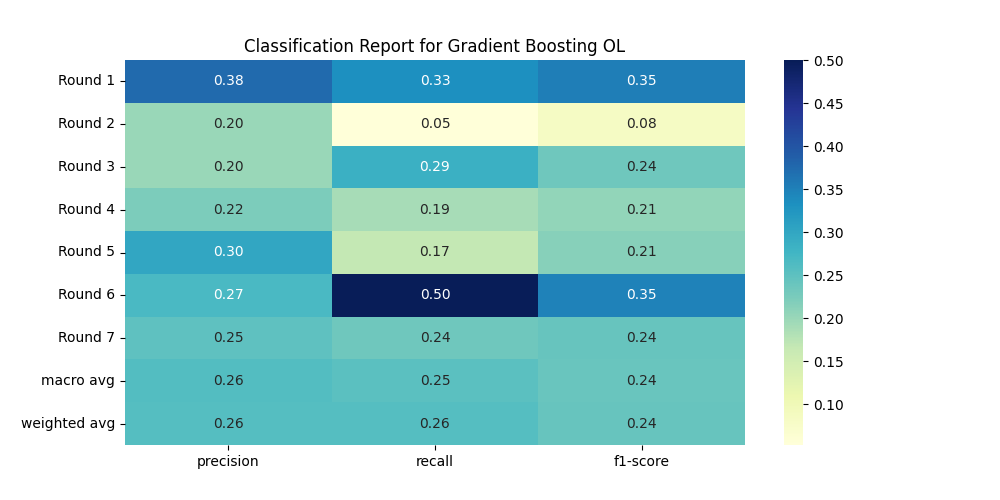 Classification Report for Gradient Boosting OL
Round 1 0.38 0.33 0.35
Round 2 0.20 0.05 0.08
Round 3 0.20 0.29 0.24
Round 4 0.22 0.19 0.21
Round 5 0.30 0.17 0.21
Round 6 0.27 0.50 0.35
Round 7 0.25 0.24 0.24
macro avg 0.26 0.25 0.24
weighted avg 0.26 0.26 0.24
precision recall f1-score
0.50
0.45
0.40
0.35
0.30
0.25
0.20
0.15
0.10